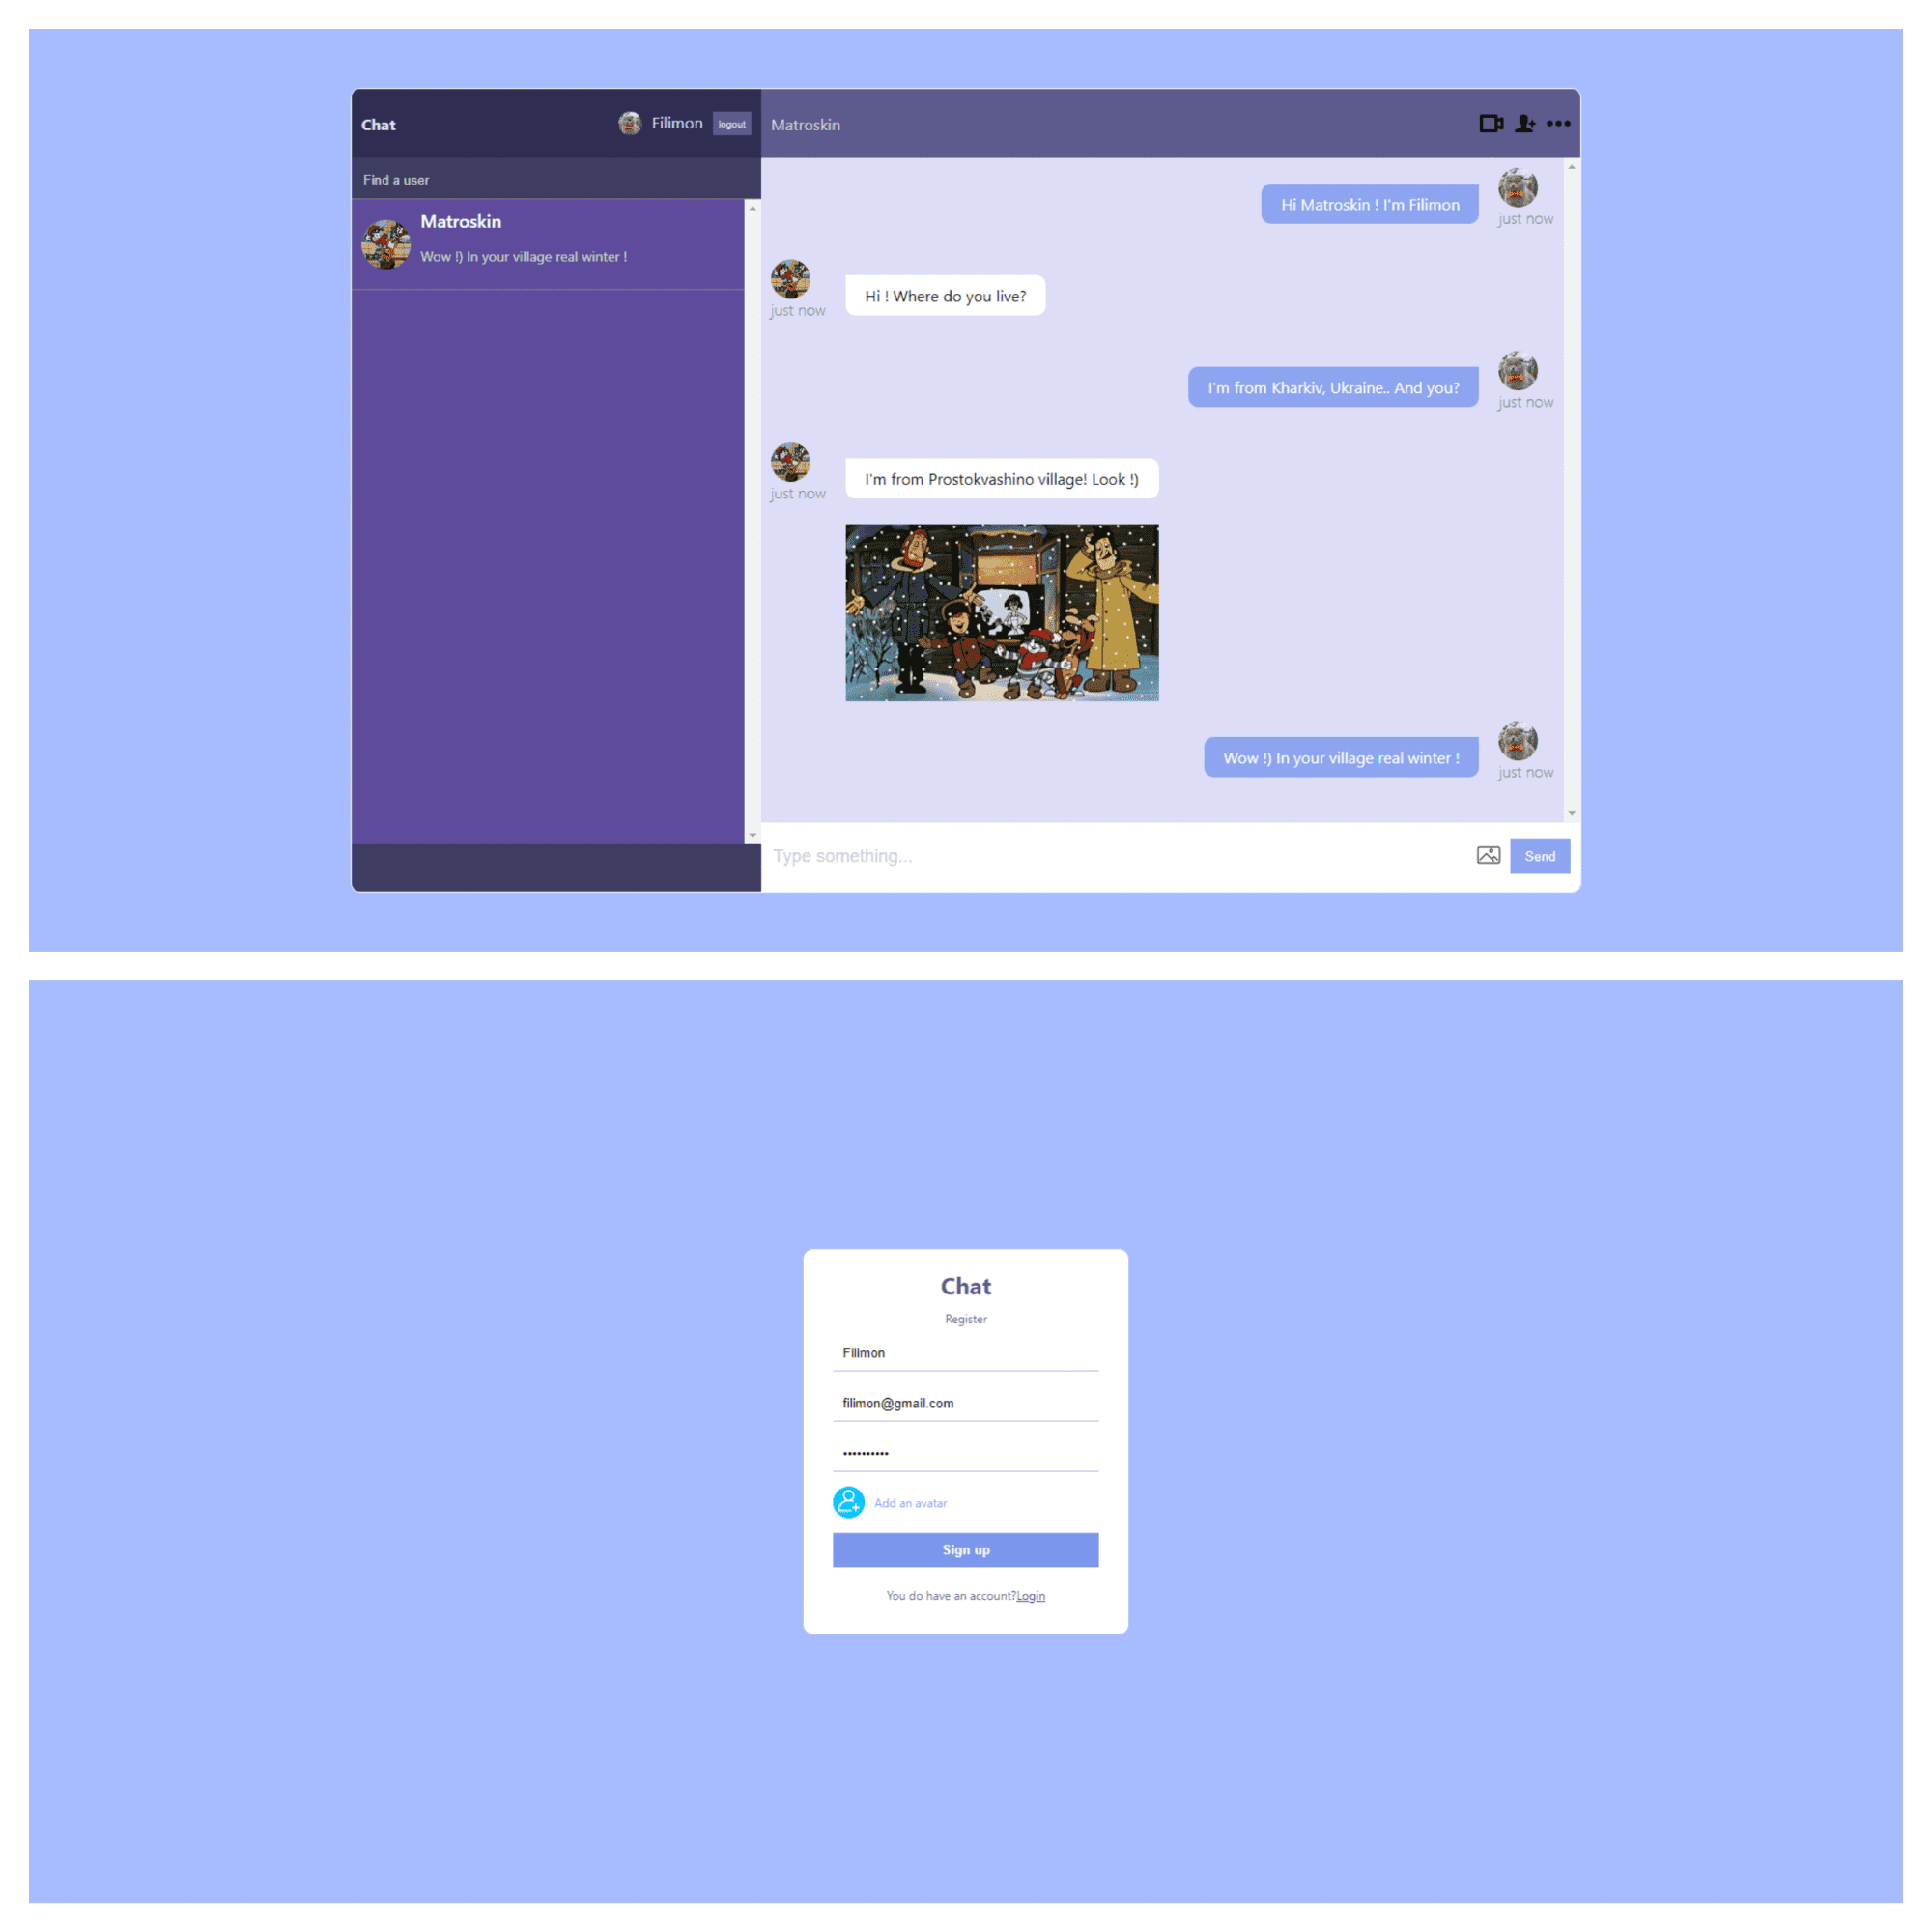 Chat
Filimon
logout
Find a user
Matroskin
Wow !) In your village real winter !
Matroskin
Hi Matroskin ! I'm Filimon
just now
Hi ! Where do you live?
just now
I'm from Kharkiv, Ukraine.. And you?
just now
I'm from Prostokvashino village! Look !)
just now
Wow !) In your village real winter !
just now
Type something...
Send
Chat
Register
Filimon
filimon@gmail.com
••••••••••
Add an avatar
Sign up
You do have an account?Login